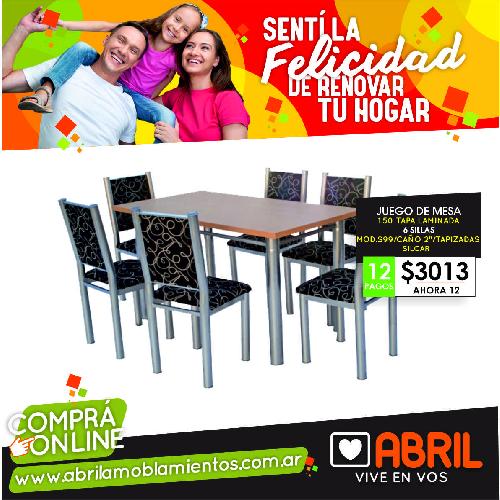 SENTÍ LA
Felicidad
DE RENOVAR
TU HOGAR
JUEGO DE MESA
150 TAPA LAMINADA
6 SILLAS
MOD.S99/CAÑO 2"/TAPIZADAS
SILCAR
12
PAGOS
$3013
AHORA 12
COMPRÁ
ONLINE
www.abrilamoblamientos.com.ar
ABRIL
VIVE EN VOS